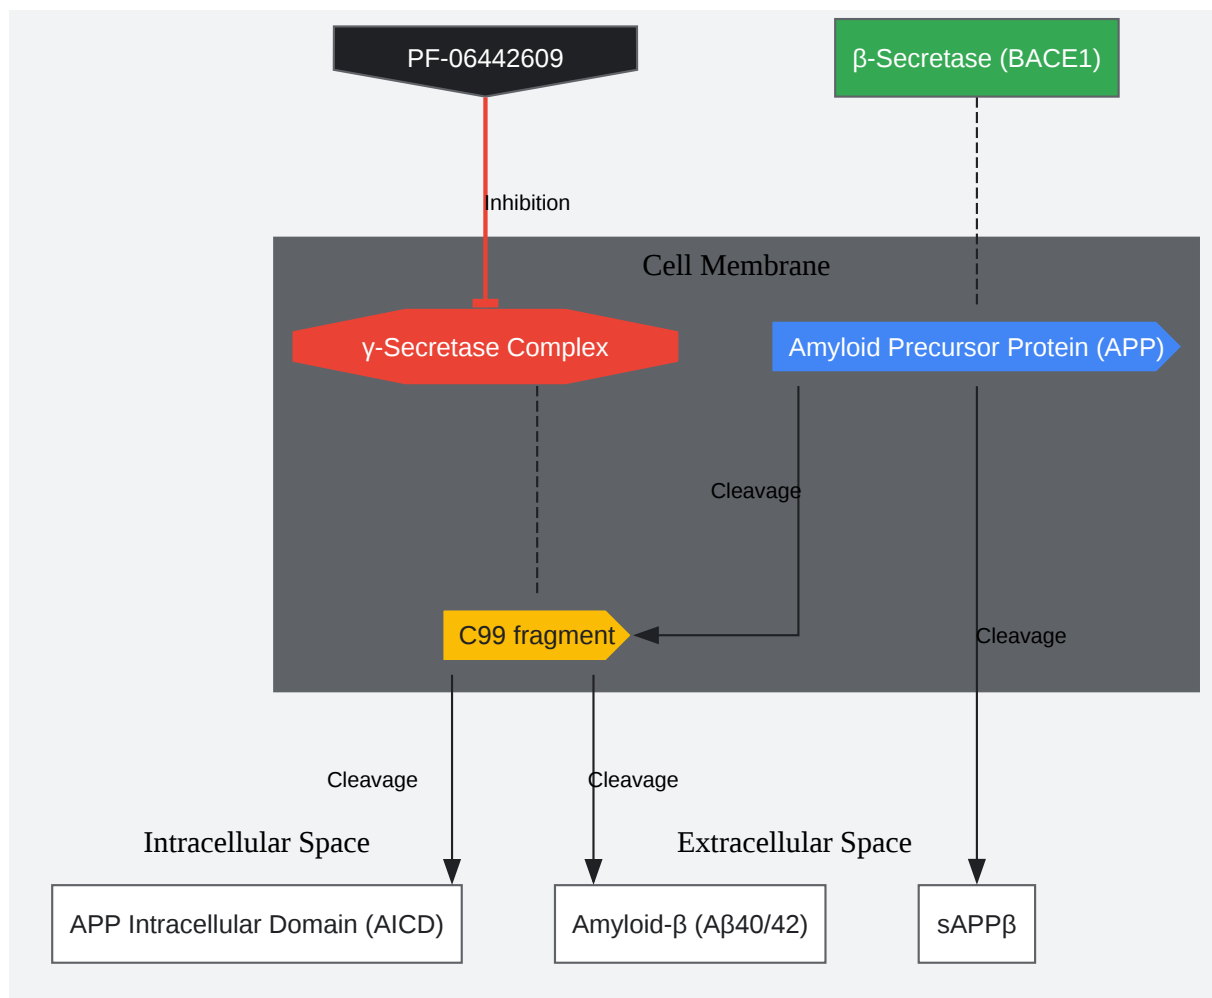 PF-06442609
β-Secretase (BACE1)
Inhibition
Cell Membrane
γ-Secretase Complex
Amyloid Precursor Protein (APP)
Cleavage
C99 fragment
Cleavage
Cleavage
Cleavage
Intracellular Space
Extracellular Space
APP Intracellular Domain (AICD)
Amyloid-β (Aβ40/42)
sAPPβ